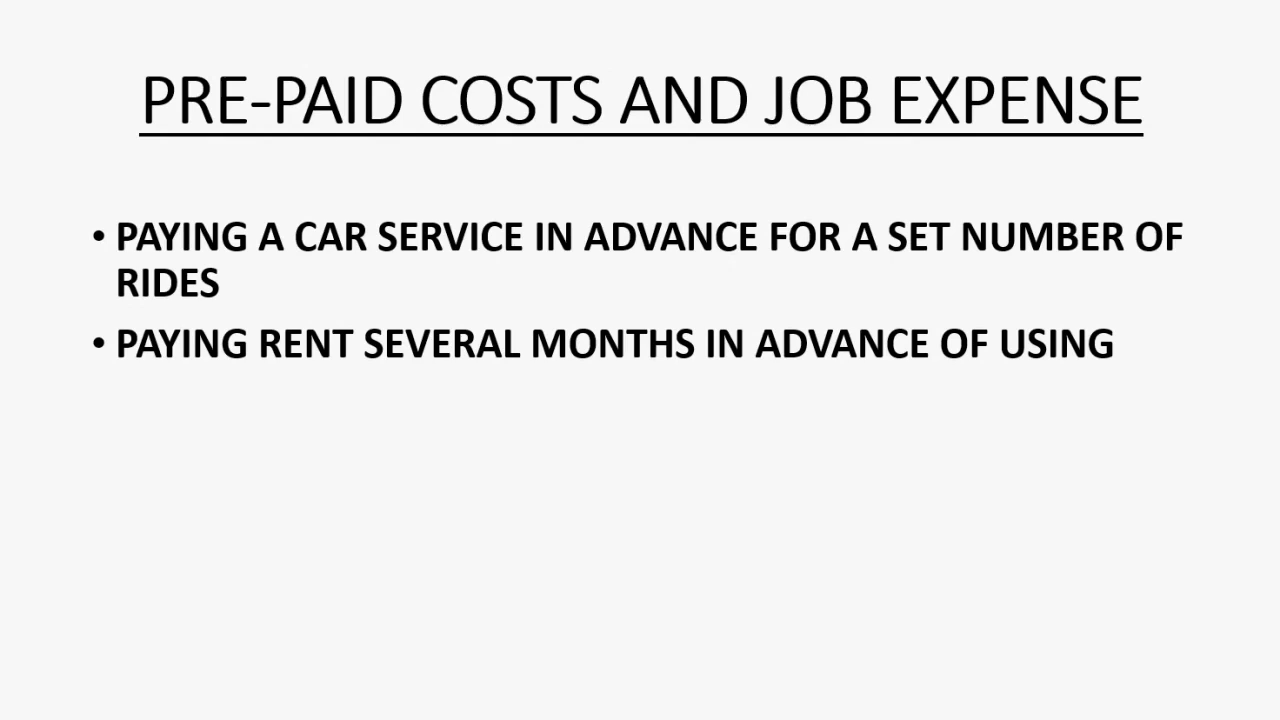 PRE-PAID COSTS AND JOB EXPENSE
• PAYING A CAR SERVICE IN ADVANCE FOR A SET NUMBER OF
RIDES
• PAYING RENT SEVERAL MONTHS IN ADVANCE OF USING